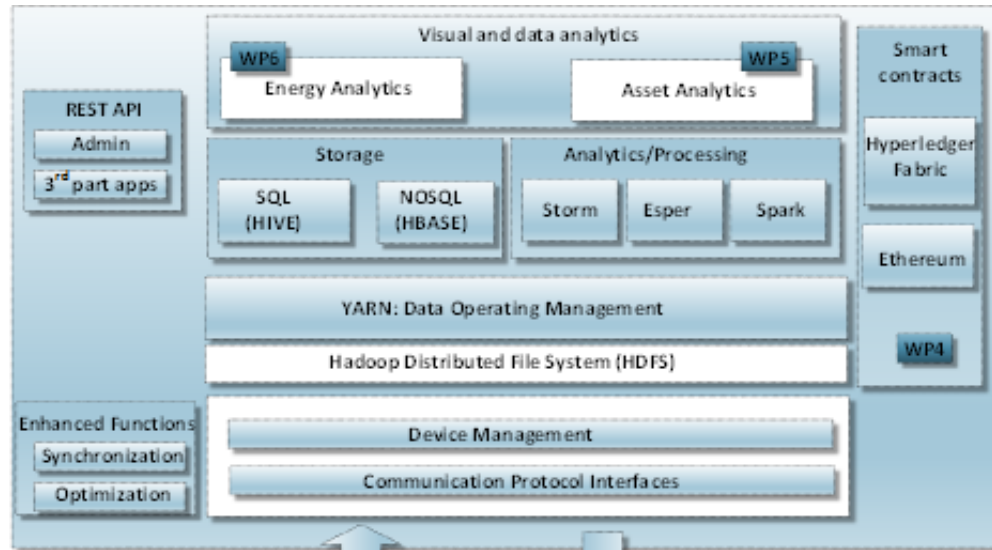 Visual and data analytics
WP6
WP5
Energy Analytics
Asset Analytics
Smart
contracts
Hyperledger
Fabric
Ethereum
WP4
REST API
Admin
3rd part apps
Storage
SQL
(HIVE)
NOSQL
(HBASE)
Analytics/Processing
Storm
Esper
Spark
YARN: Data Operating Management
Hadoop Distributed File System (HDFS)
Enhanced Functions
Synchronization
Optimization
Device Management
Communication Protocol Interfaces